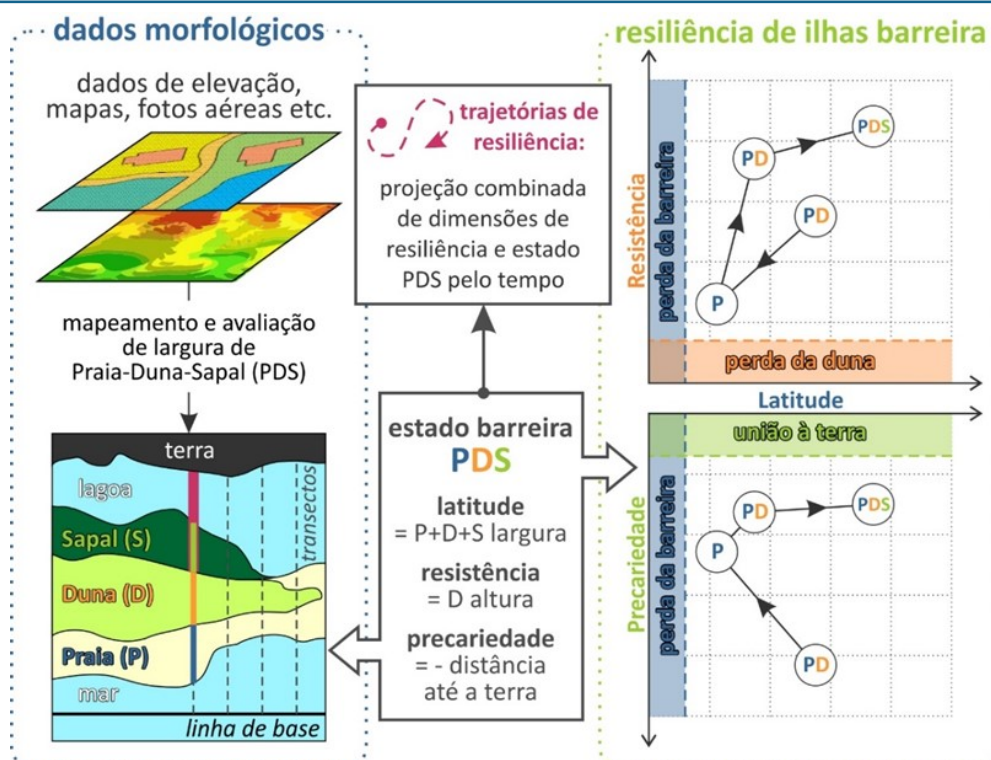 dados morfológicos
dados de elevação,
mapas, fotos aéreas etc.
mapeamento e avaliação
de largura de
Praia-Duna-Sapal (PDS)
terra
lagoa
Sapal (S)
Duna (D)
Praia (P)
mar
transectos
linha de base
trajetórias de
resiliência:
projeção combinada
de dimensões de
resiliência e estado
PDS pelo tempo
estado barreira
PDS
latitude
= P+D+S largura
resistência
= D altura
precariedade
= - distância
até a terra
resiliência de ilhas barreira
Resistência
perda da barreira
PD
PDS
PD
P
perda da duna
Latitude
união à terra
Precariedade
perda da barreira
PD
PDS
P
PD